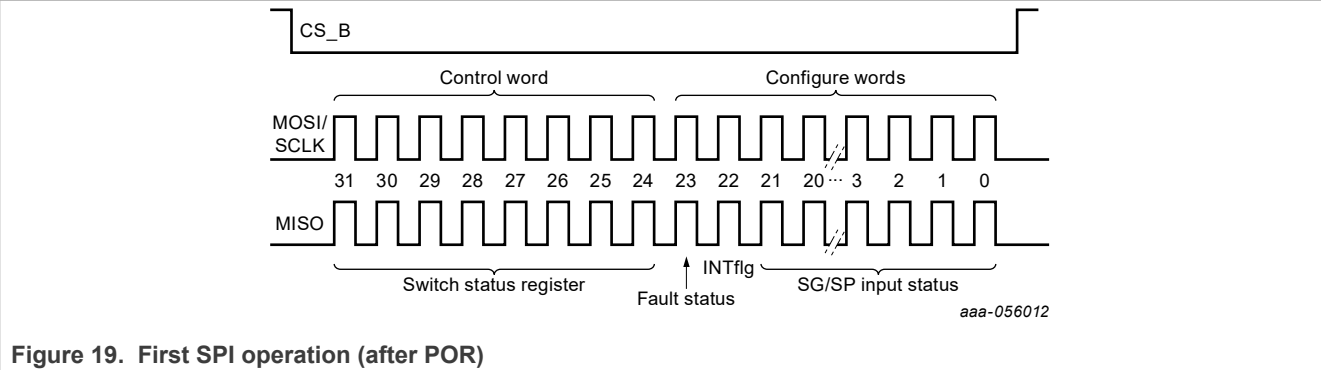 CS_B
Control word Configure words
MOSI/
SCLK
31 30 29 28 27 26 25 24 23 22 21 20 ... 3 2 1 0
MISO
INTflg
Switch status register SG/SP input status
Fault status
aaa-056012
Figure 19. First SPI operation (after POR)